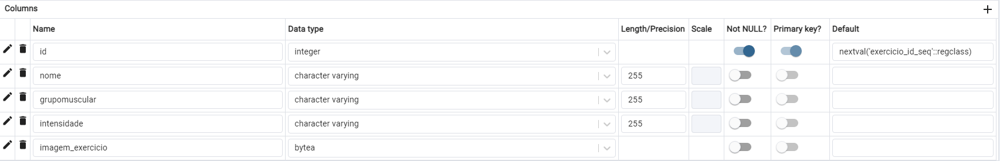 Columns
Name Data type Length/Precision Scale Not NULL? Primary key? Default
id integer nextval('exercicio_id_seq'::regclass)
nome character varying 255
grupomuscular character varying 255
intensidade character varying 255
imagem_exercicio bytea